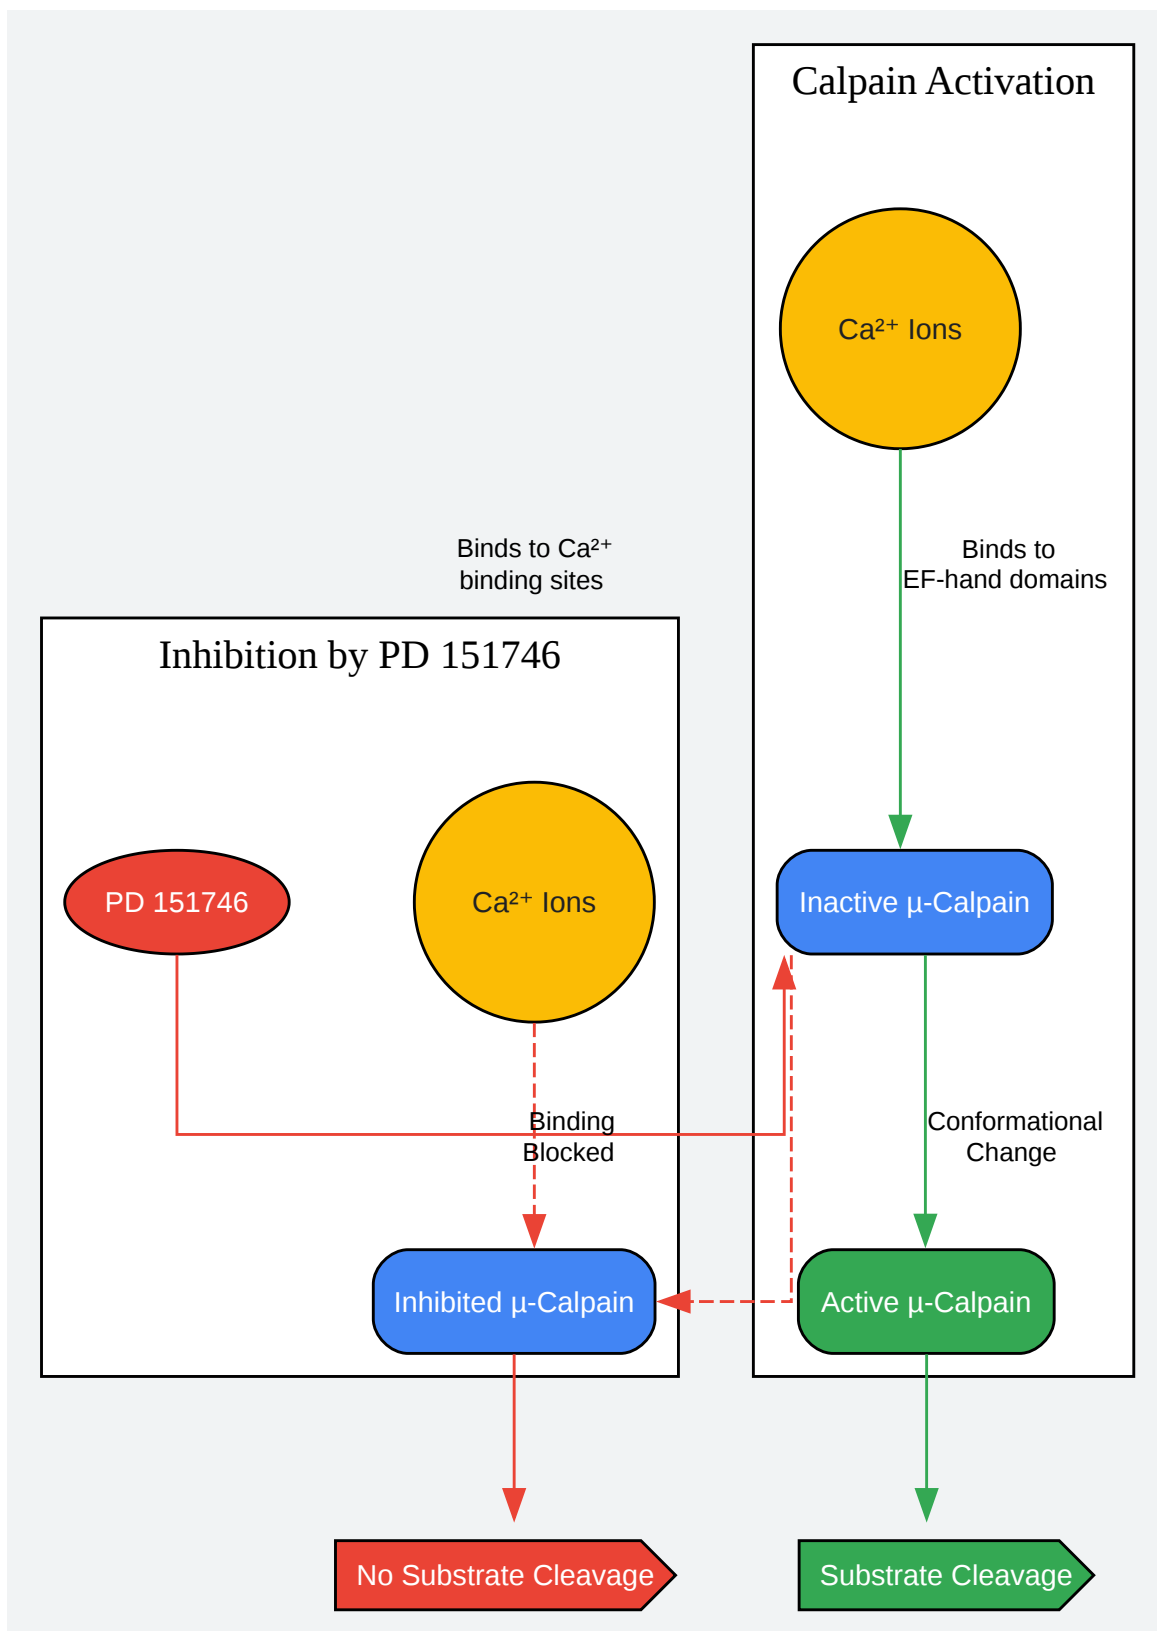 Calpain Activation
Ca²⁺ Ions
Binds to
EF-hand domains
Binds to Ca²⁺
binding sites
Inhibition by PD 151746
PD 151746
Ca²⁺ Ions
Inactive µ-Calpain
Binding
Blocked
Conformational
Change
Inhibited µ-Calpain
Active µ-Calpain
No Substrate Cleavage
Substrate Cleavage